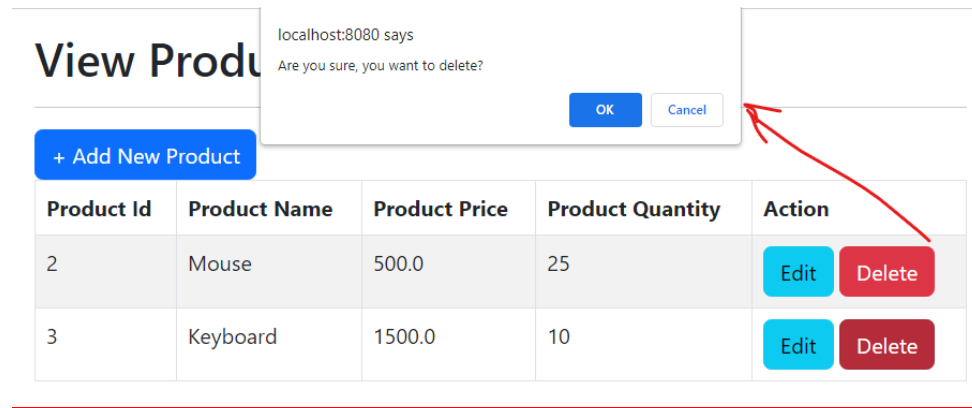 localhost:8080 says
View Produ
Are you sure, you want to delete?
OK Cancel
+ Add New Product
Product Id Product Name Product Price Product Quantity Action
2 Mouse 500.0 25 Edit Delete
3 Keyboard 1500.0 10 Edit Delete